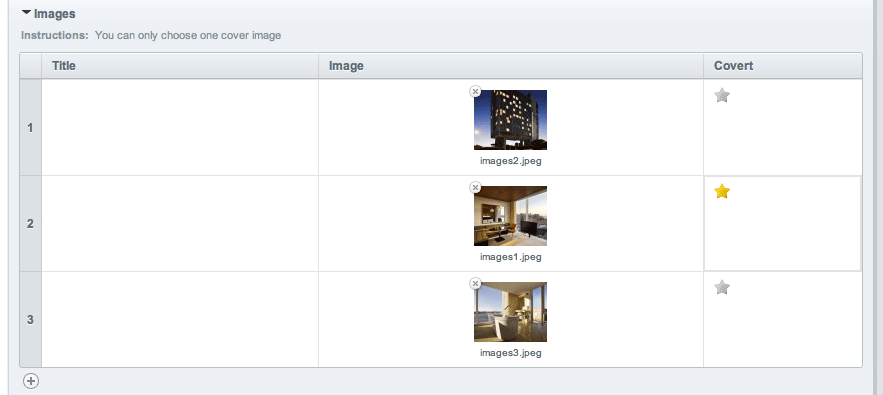 Images
Instructions: You can only choose one cover image
Title Image Covert
1
images2.jpeg
2
images1.jpeg
3
images3.jpeg